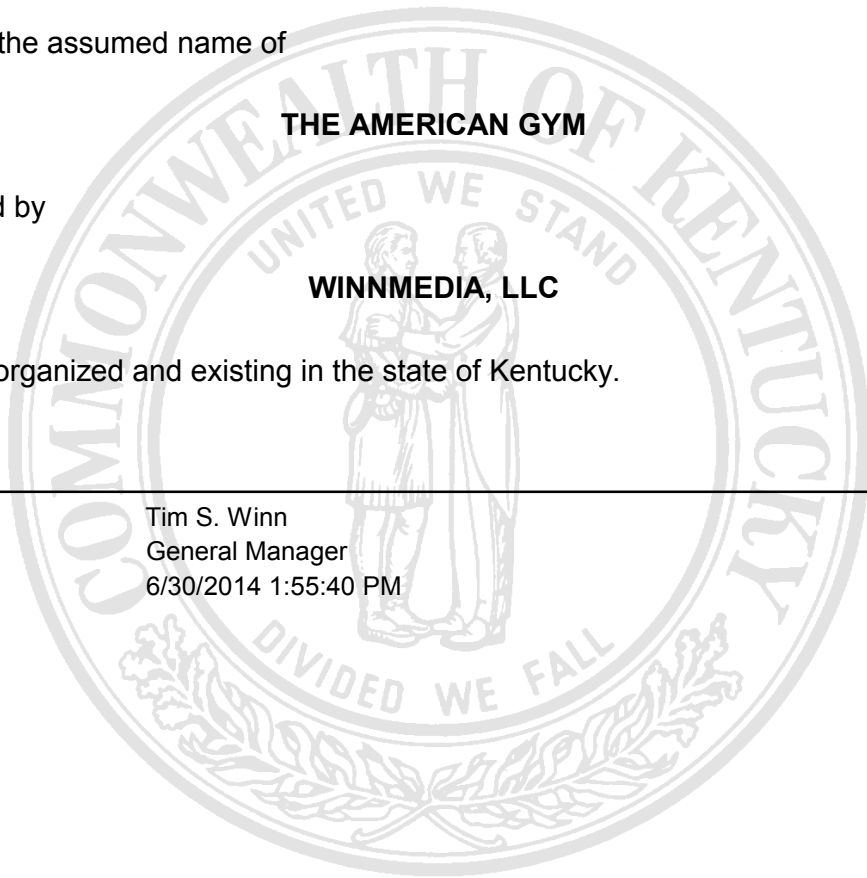 the assumed name of
THE AMERICAN GYM
d by
WINNMEDIA, LLC
organized and existing in the state of Kentucky.
Tim S. Winn
General Manager
6/30/2014 1:55:40 PM
COMMONWEALTH OF KENTUCKY
UNITED WE STAND
DIVIDED WE FALL